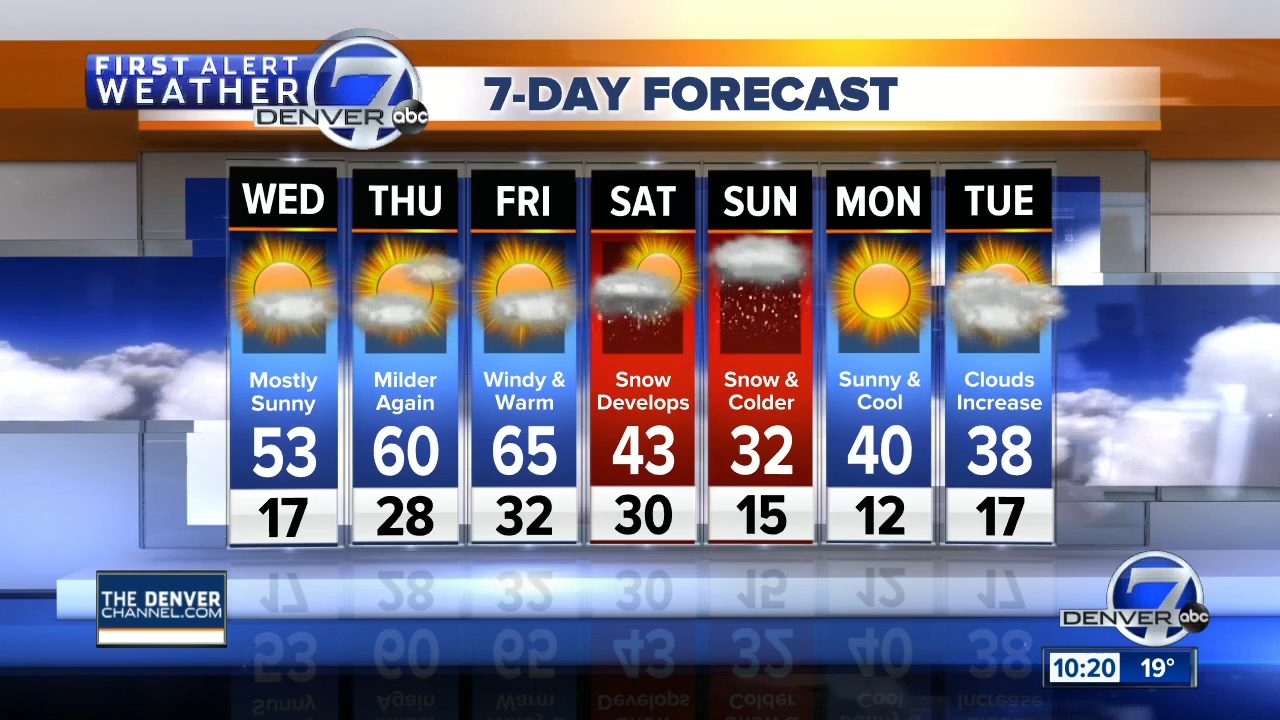 FIRST ALERT
WEATHER
7
DENVER abc
7-DAY FORECAST
WED THU FRI SAT SUN MON TUE
Mostly Milder Windy & Snow Snow & Sunny & Clouds
Sunny Again Warm Develops Colder Cool Increase
53 60 65 43 32 40 38
17 28 32 30 15 12 17
THE DENVER
CHANNEL.COM
7
DENVER abc
10:20 19°